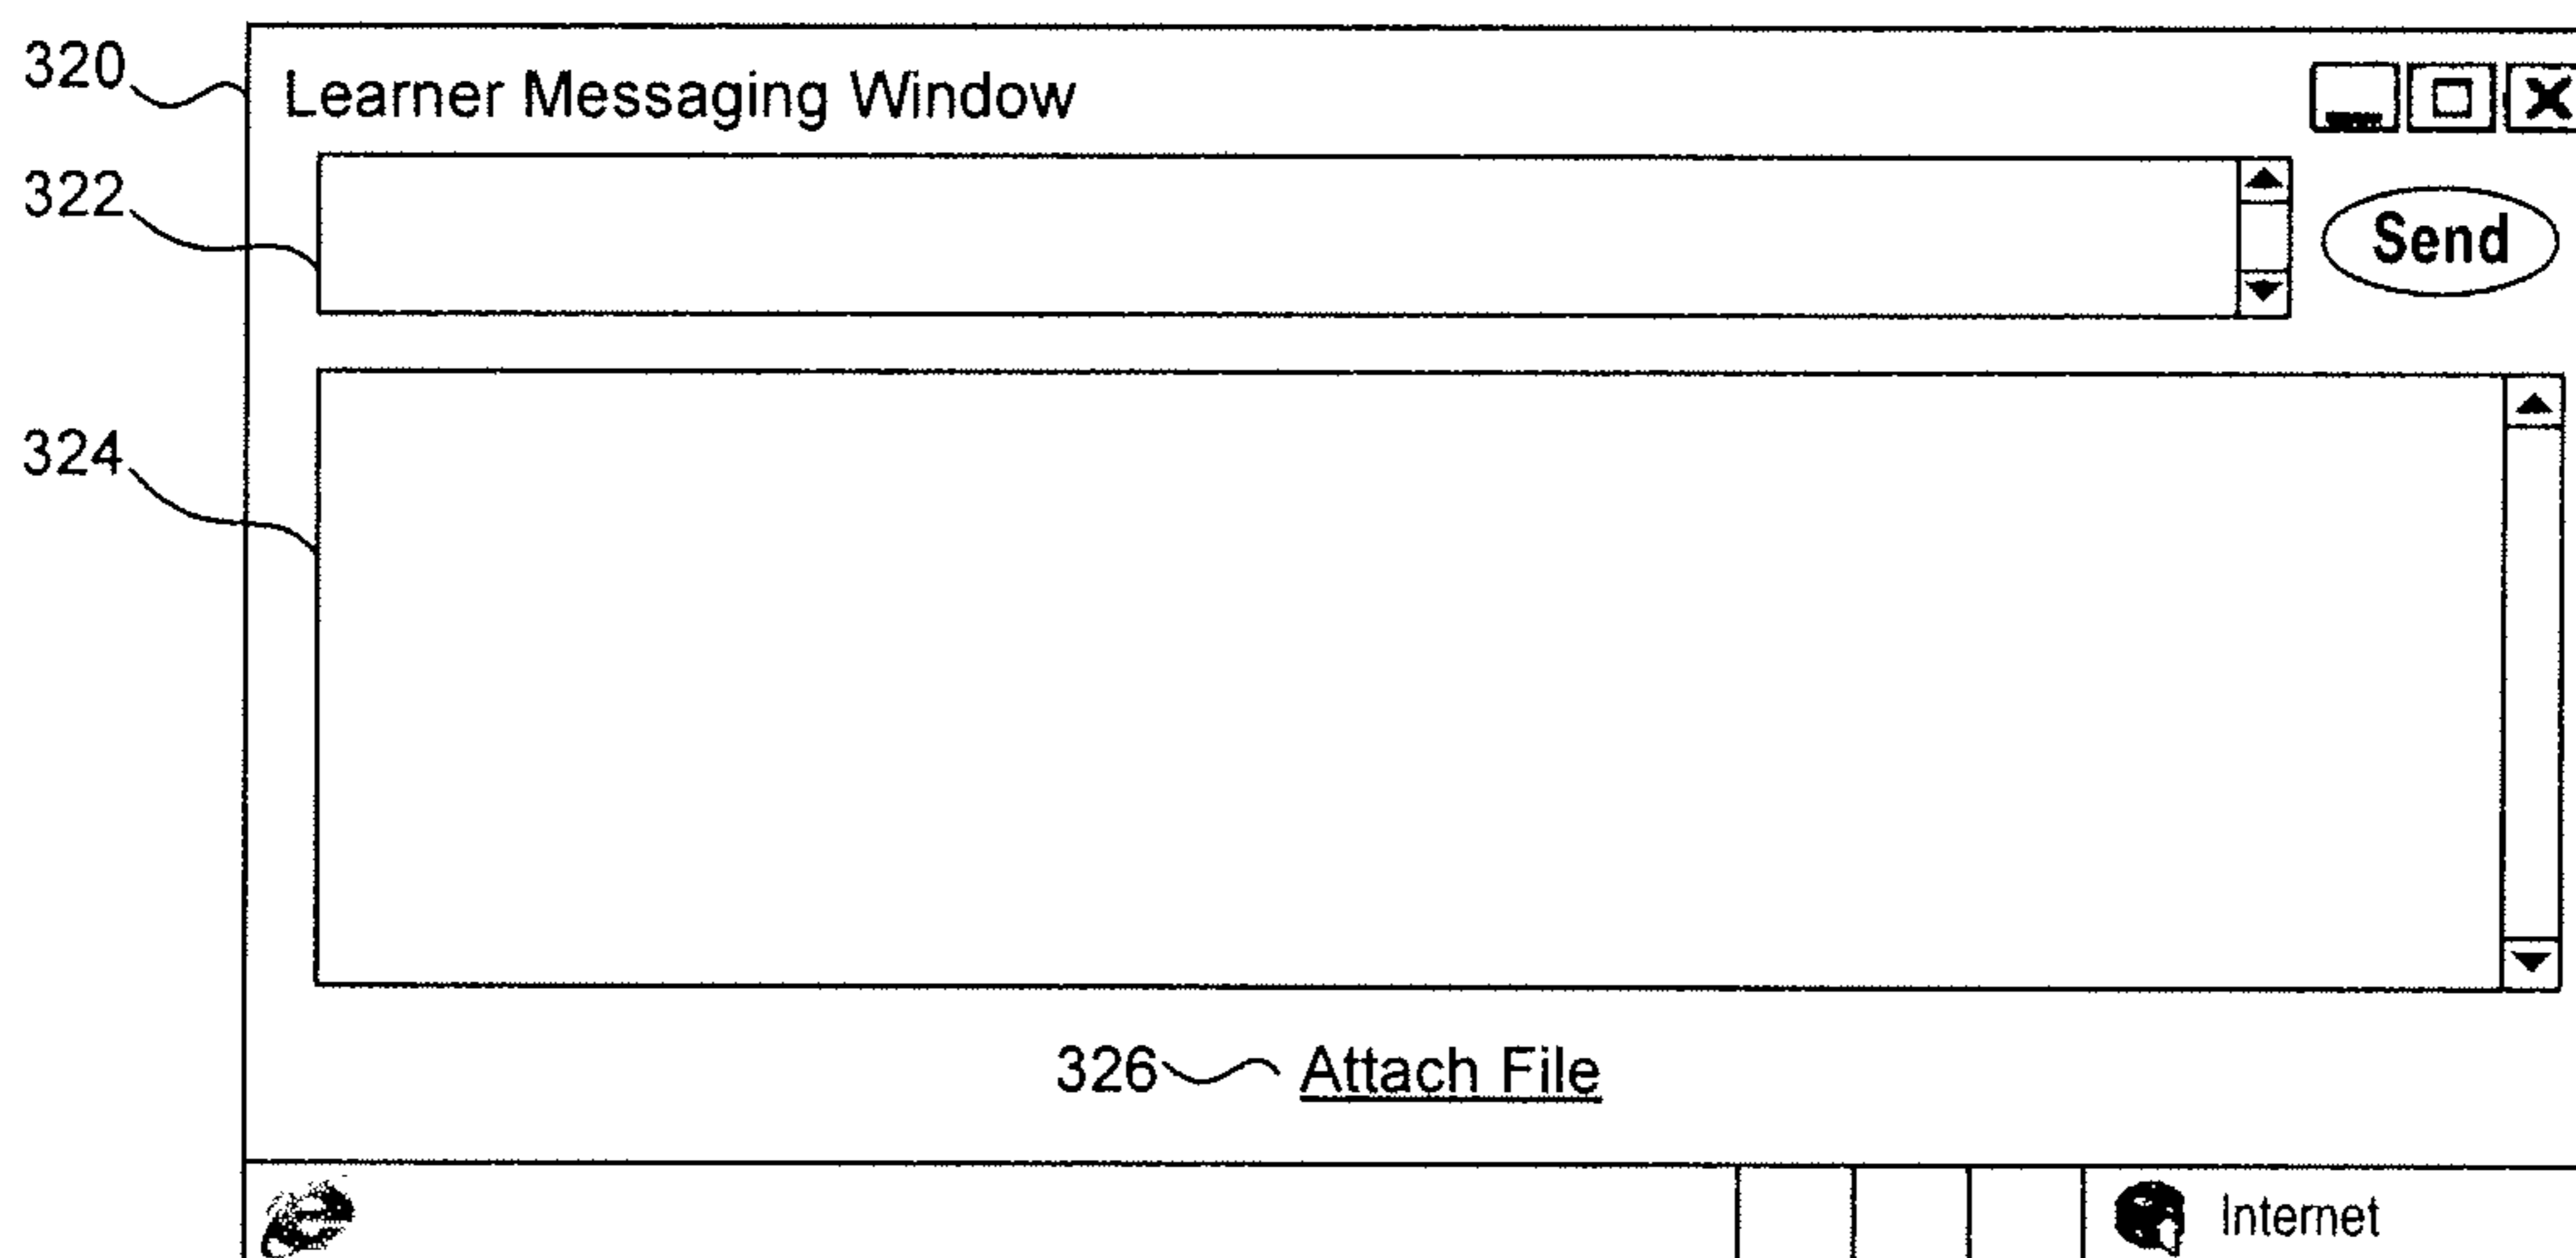 320
Learner Messaging Window
322
Send
324
326 Attach File
Internet